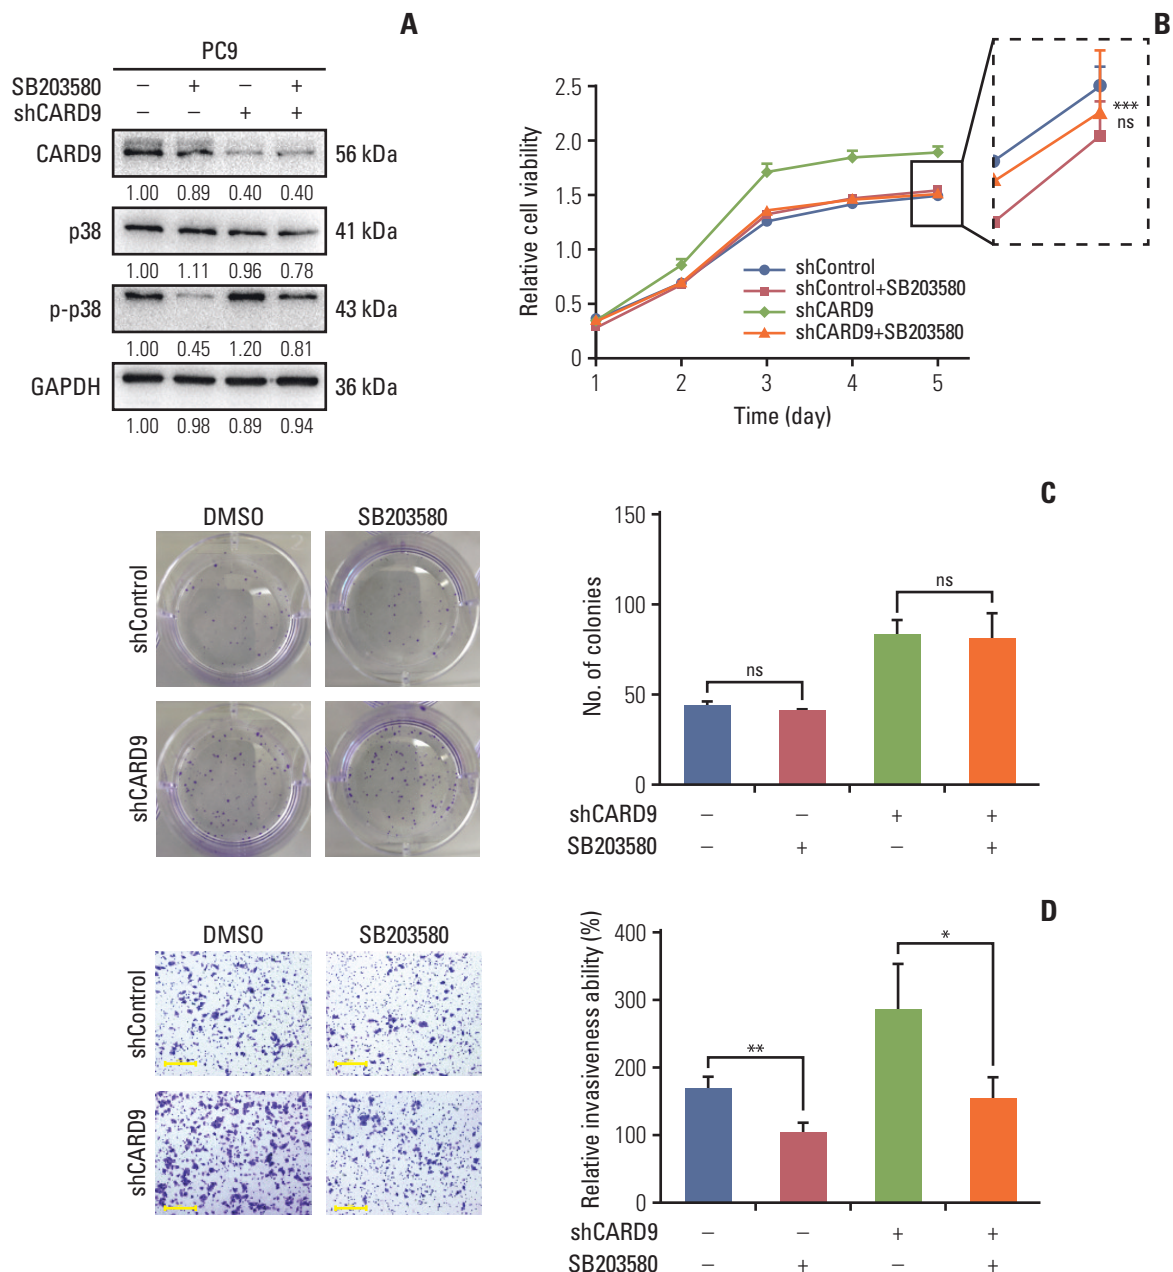 A
PC9
SB203580 − + − +
shCARD9 − − + +
CARD9 56 kDa
1.00 0.89 0.40 0.40
p38 41 kDa
1.00 1.11 0.96 0.78
p-p38 43 kDa
1.00 0.45 1.20 0.81
GAPDH 36 kDa
1.00 0.98 0.89 0.94
B
Relative cell viability
2.5
2.0
1.5
1.0
0.5
0
1 2 3 4 5
Time (day)
shControl
shControl+SB203580
shCARD9
shCARD9+SB203580
***
ns
C
DMSO SB203580
shControl
shCARD9
No. of colonies
150
100
50
0
ns
ns
shCARD9 − − + +
SB203580 − + − +
D
DMSO SB203580
shControl
shCARD9
Relative invasiveness ability (%)
400
300
200
100
0
**
*
shCARD9 − − + +
SB203580 − + − +